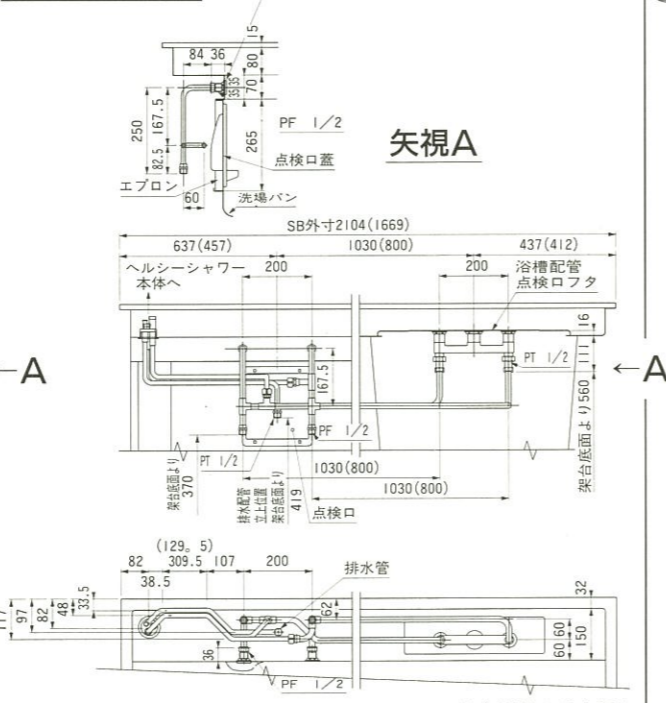 15
84 36
80
35 35
70
250
167.5
82.5
PF 1/2
265
矢視A
点検口蓋
エプロン
60
洗場パン
SB外寸2104(1669)
637(457)
1030(800)
437(412)
ヘルシーシャワー
本体へ
200
200
浴槽配管
点検口フタ
16
A
111
A
167.5
PT 1/2
PF 1/2
PT 1/2
架台底面より
370
排水配管
立上位置
架台底面より
419
点検口
1030(800)
1030(800)
架台底面より560
(129。5)
82 309.5 107 200
38.5
排水管
32
117
97
82
48
33.5
62
60 60
150
36
PF 1/2